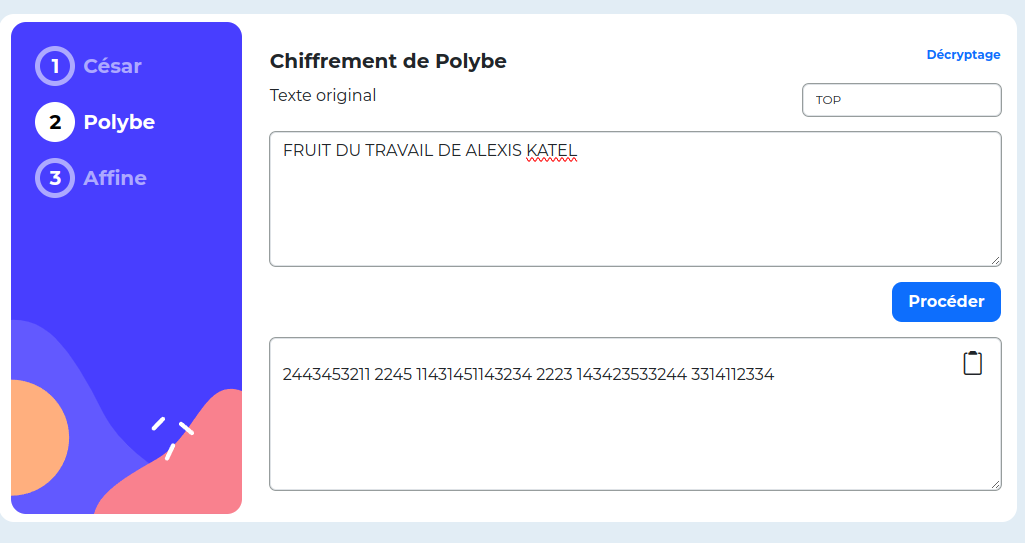 1 César
2 Polybe
3 Affine
Chiffrement de Polybe
Décryptage
Texte original
TOP
FRUIT DU TRAVAIL DE ALEXIS KATEL
Procéder
2443453211 2245 11431451143234 2223 143423533244 3314112334